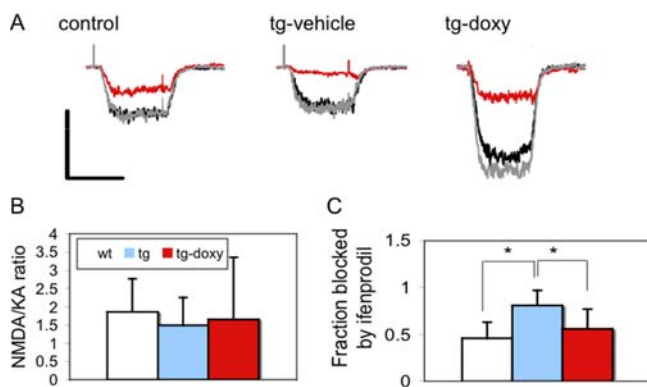 A
control
tg-vehicle
tg-doxy
B
NMDA/KA ratio
4
3.5
3
2.5
2
1.5
1
0.5
0
wt tg tg-doxy
C
Fraction blocked
by ifenprodil
1.5
1
0.5
0
* *